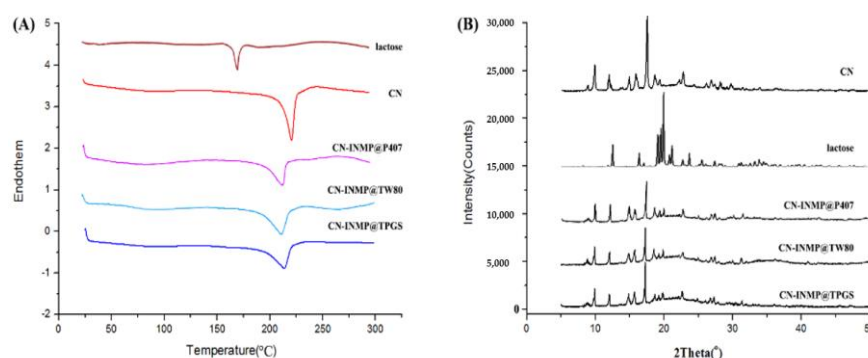 (A)
5
4
3
2
1
0
-1
-2
Endothem
lactose
CN
CN-INMP@P407
CN-INMP@TW80
CN-INMP@TPGS
0 50 100 150 200 250 300
Temperature(°C)
(B)
30,000
25,000
20,000
15,000
10,000
5,000
0
Intensity(Counts)
CN
lactose
CN-INMP@P407
CN-INMP@TW80
CN-INMP@TPGS
10 20 30 40 50
2Theta(°)